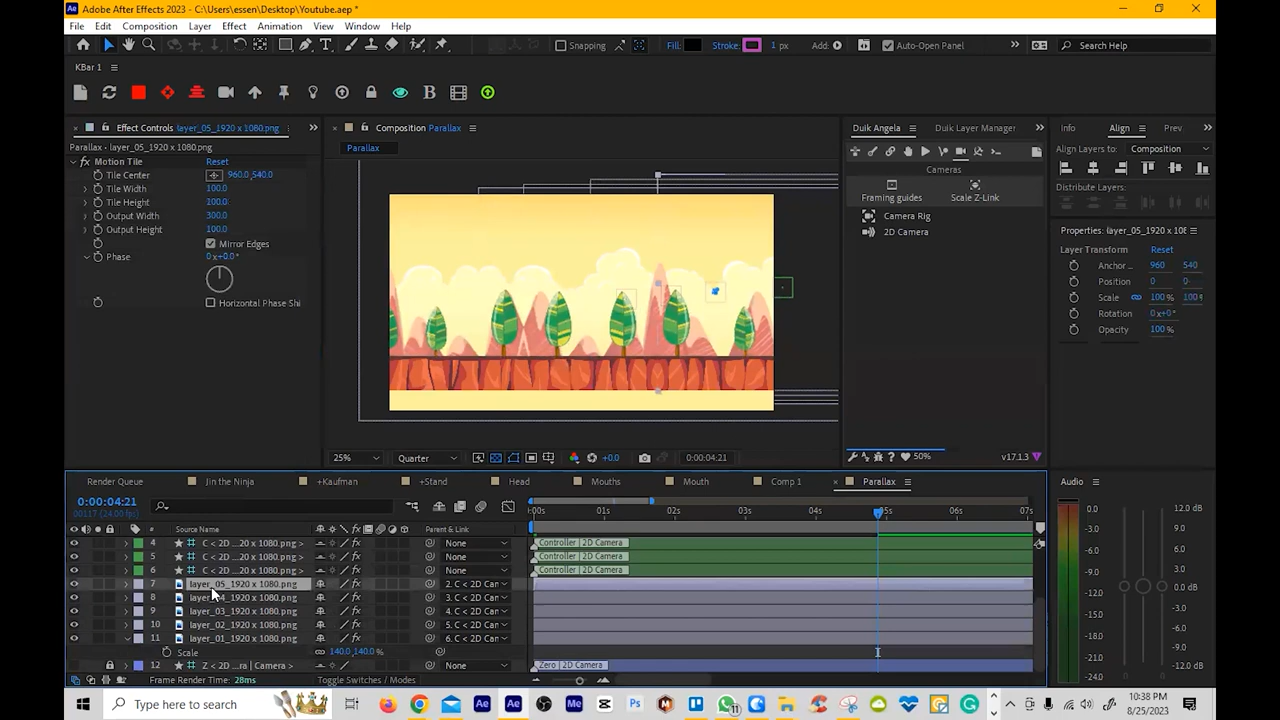 Adobe After Effects 2023 - C:\Users\essen\Desktop\Youtube.aep *
File Edit Composition Layer Effect Animation View Window Help
Snapping Fill: Stroke: 1 px Add: Auto-Open Panel Search Help
KBar 1
Effect Controls layer_05_1920 x 1080.png
Composition Parallax
Duik Angela Duik Layer Manager
Info Align Prev
Parallax • layer_05_1920 x 1080.png
Parallax
Align Layers to: Composition
Motion Tile Reset
Tile Center 960.0,540.0
Tile Width 100.0
Tile Height 100.0
Output Width 300.0
Output Height 100.0
Mirror Edges
Phase 0x+0.0°
Horizontal Phase Shi
Cameras
Framing guides Scale Z-Link
Camera Rig
2D Camera
Distribute Layers:
Properties: layer_05_1920 x 108
Layer Transform Reset
Anchor .. 960 540
Position 0 0
Scale 100 % 100 %
Rotation 0x+0°
Opacity 100 %
25% Quarter +0.0 0:00:04:21
50% v17.1.3
Render Queue Jin the Ninja +Kaufman +Stand Head Mouths Mouth Comp 1 Parallax
Audio
0:00:04:21
00117 (24.00 fps)
:00s 01s 02s 03s 04s 05s 06s 07s
# Source Name Parent & Link
4 C < 2D ...20 x 1080.png > None Controller | 2D Camera
5 C < 2D ...20 x 1080.png > None Controller | 2D Camera
6 C < 2D ...20 x 1080.png > None Controller | 2D Camera
7 layer_05_1920 x 1080.png 2. C < 2D Can
8 layer_04_1920 x 1080.png 3. C < 2D Can
9 layer_03_1920 x 1080.png 4. C < 2D Can
10 layer_02_1920 x 1080.png 5. C < 2D Can
11 layer_01_1920 x 1080.png 6. C < 2D Can
Scale 140.0,140.0%
12 Z < 2D ...ra | Camera > None Zero | 2D Camera
Frame Render Time: 28ms Toggle Switches / Modes
0.0
-3.0
-6.0
-9.0
-12.0
-15.0
-18.0
-21.0
-24.0
12.0 dB
6.0 dB
0.0 dB
-6.0 dB
-12.0 dB
Type here to search
10:38 PM
8/25/2023